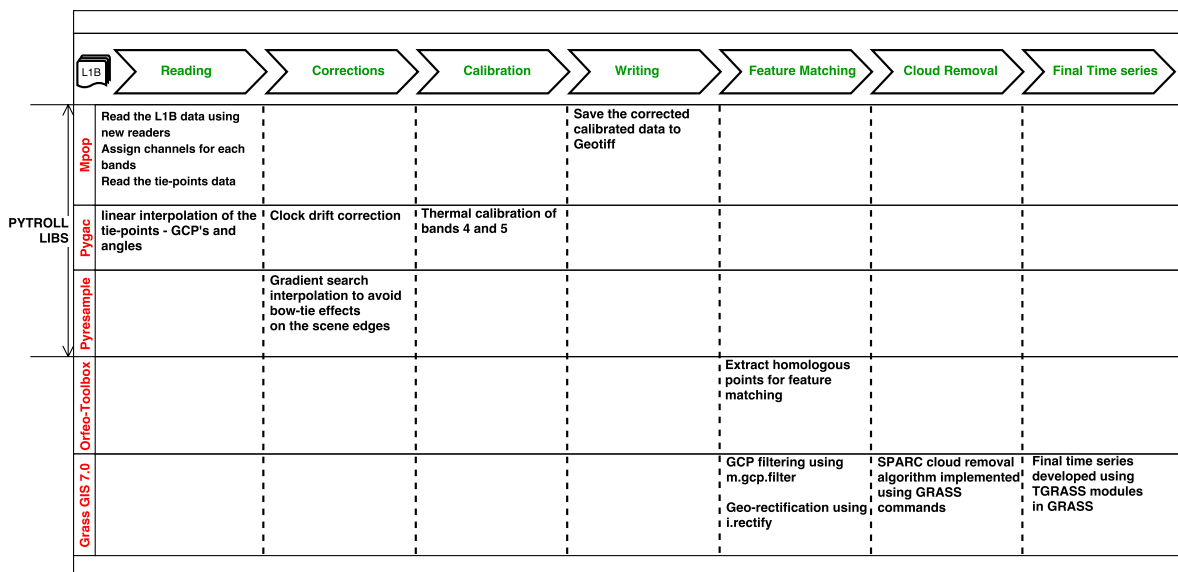 L1B
Reading
Corrections
Calibration
Writing
Feature Matching
Cloud Removal
Final Time series
PYTROLL
LIBS
Mpop
Read the L1B data using
new readers
Assign channels for each
bands
Read the tie-points data
Save the corrected
calibrated data to
Geotiff
Pygac
linear interpolation of the
tie-points - GCP's and
angles
Clock drift correction
Thermal calibration of
bands 4 and 5
Pyresample
Gradient search
interpolation to avoid
bow-tie effects
on the scene edges
Orfeo-Toolbox
Extract homologous
points for feature
matching
Grass GIS 7.0
GCP filtering using
m.gcp.filter
Geo-rectification using
i.rectify
SPARC cloud removal
algorithm implemented
using GRASS
commands
Final time series
developed using
TGRASS modules
in GRASS